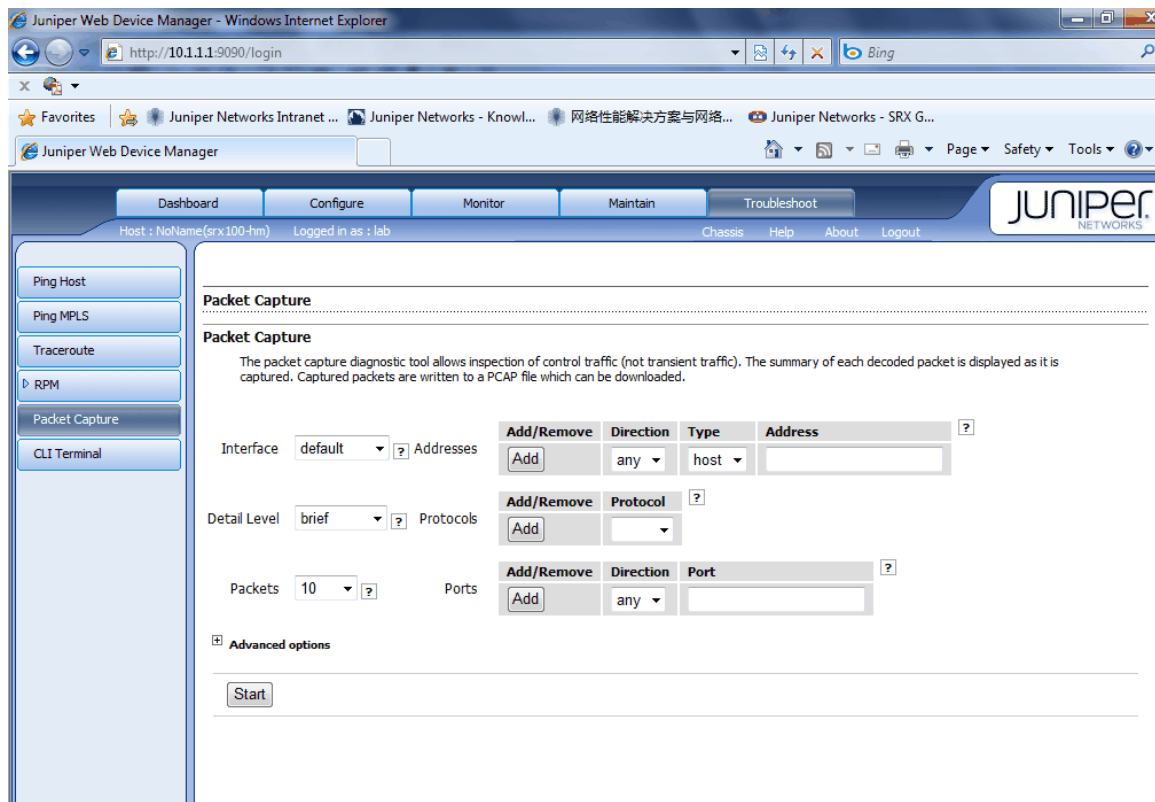 Juniper Web Device Manager - Windows Internet Explorer
http://10.1.1.1:9090/login
Bing
Favorites Juniper Networks Intranet ... Juniper Networks - Knowl... 网络性能解决方案与网络... Juniper Networks - SRX G...
Juniper Web Device Manager
Page Safety Tools
Dashboard Configure Monitor Maintain Troubleshoot
JUNIPER
NETWORKS
Host : NoName(srx100-hm) Logged in as : lab
Chassis Help About Logout
Ping Host
Ping MPLS
Traceroute
RPM
Packet Capture
CLI Terminal
Packet Capture
Packet Capture
The packet capture diagnostic tool allows inspection of control traffic (not transient traffic). The summary of each decoded packet is displayed as it is
captured. Captured packets are written to a PCAP file which can be downloaded.
Interface default ? Addresses
Add/Remove Direction Type Address ?
Add any host
Detail Level brief ? Protocols
Add/Remove Protocol ?
Add
Packets 10 ? Ports
Add/Remove Direction Port ?
Add any
Advanced options
Start